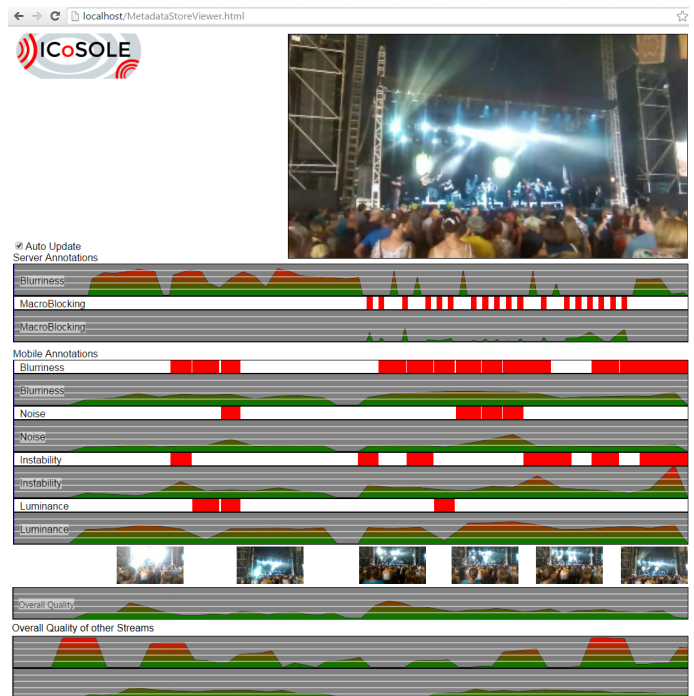 localhost/MetadataStoreViewer.html
ICoSOLE
Auto Update
Server Annotations
Blurriness
MacroBlocking
MacroBlocking
Mobile Annotations
Blurriness
Blurriness
Noise
Noise
Instability
Instability
Luminance
Luminance
Overall Quality
Overall Quality of other Streams